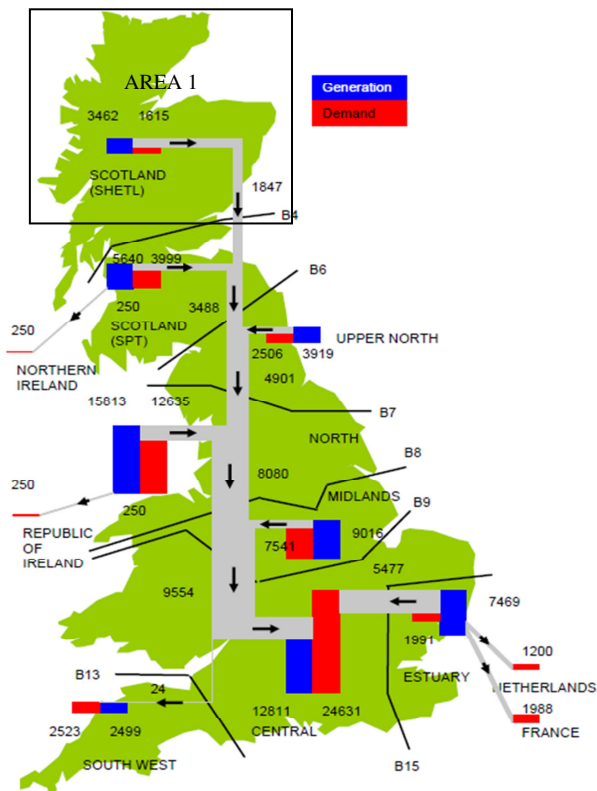 AREA 1
Generation
Demand
3462 1615
SCOTLAND
(SHETL)
1847
B4
5640 3999
B6
250
3488
SCOTLAND
(SPT)
250
NORTHERN
IRELAND
UPPER NORTH
2506 3919
4901
15813 12635
B7
NORTH
B8
8080
MIDLANDS
250
250
B9
REPUBLIC
OF
IRELAND
7541
9016
5477
9554
7469
1991
1200
ESTUARY
NETHERLANDS
B13
24
1988
FRANCE
2523 2499
12811 24631
CENTRAL
SOUTH WEST
B15